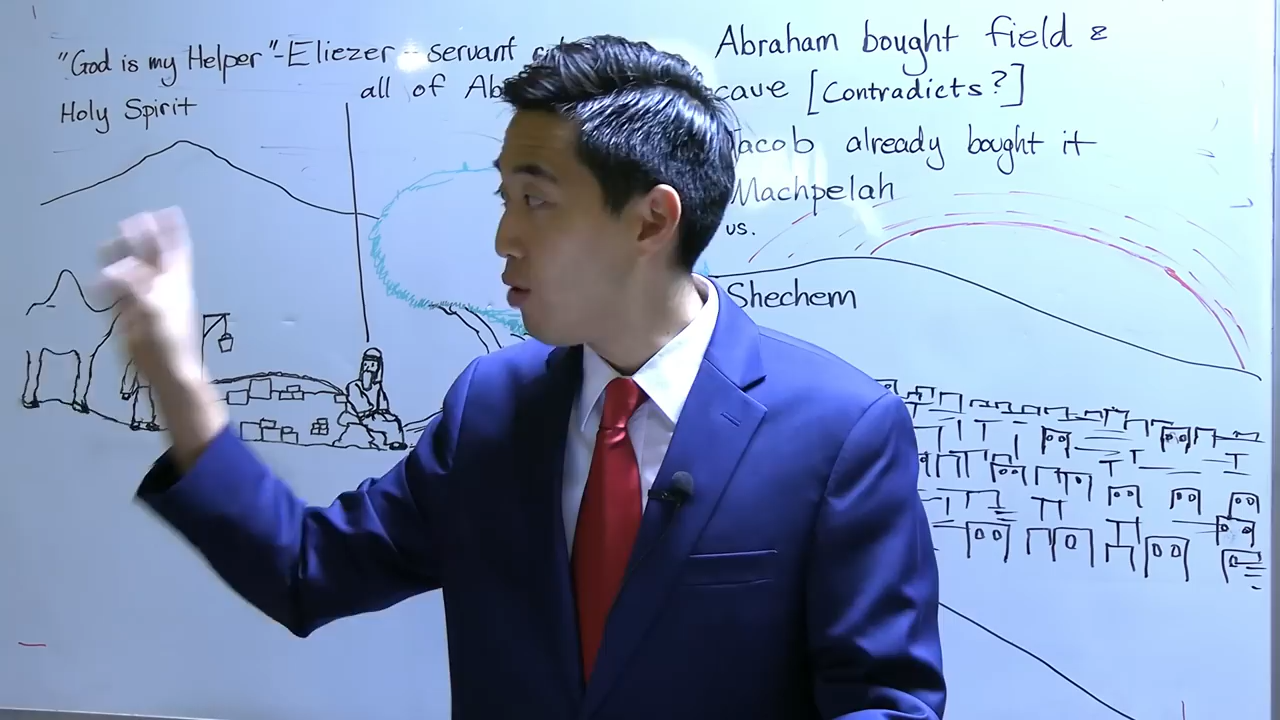 "God is my Helper" - Eliezer - servant
all of
Holy Spirit
Abraham bought field &
cave [Contradicts?]
Jacob already bought it
Machpelah
vs.
Shechem